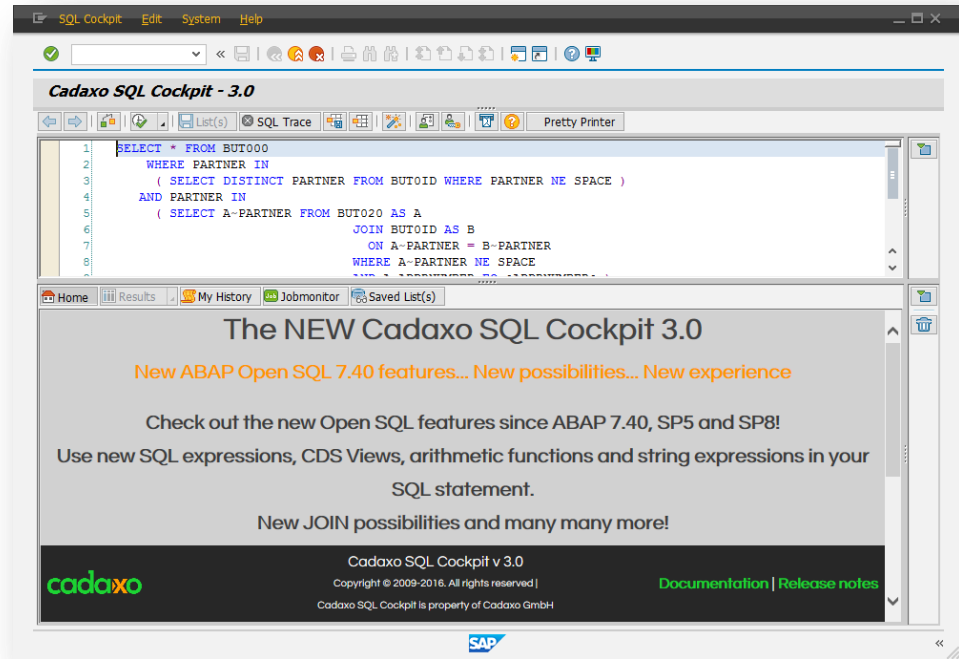 SQL Cockpit Edit System Help
Cadaxo SQL Cockpit - 3.0
List(s) SQL Trace Pretty Printer
1 SELECT * FROM BUT000
2 WHERE PARTNER IN
3 ( SELECT DISTINCT PARTNER FROM BUT0ID WHERE PARTNER NE SPACE )
4 AND PARTNER IN
5 ( SELECT A~PARTNER FROM BUT020 AS A
6 JOIN BUT0ID AS B
7 ON A~PARTNER = B~PARTNER
8 WHERE A~PARTNER NE SPACE
Home Results My History Job Jobmonitor Saved List(s)
The NEW Cadaxo SQL Cockpit 3.0
New ABAP Open SQL 7.40 features... New possibilities... New experience
Check out the new Open SQL features since ABAP 7.40, SP5 and SP8!
Use new SQL expressions, CDS Views, arithmetic functions and string expressions in your
SQL statement.
New JOIN possibilities and many many more!
Cadaxo SQL Cockpit v 3.0
cadaxo
Copyright © 2009-2016. All rights reserved |
Documentation | Release notes
Cadaxo SQL Cockpit is property of Cadaxo GmbH
SAP